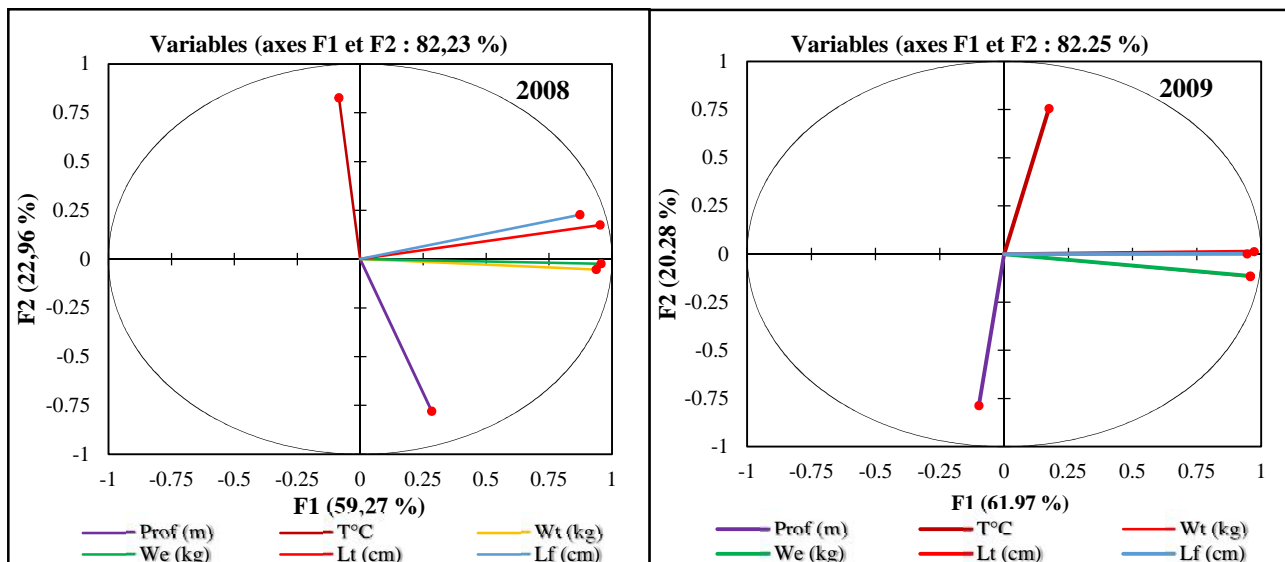 Variables (axes F1 et F2 : 82,23 %)
2008
1
0.75
0.5
0.25
0
-0.25
-0.5
-0.75
-1
F2 (22,96 %)
-1 -0.75 -0.5 -0.25 0 0.25 0.5 0.75 1
F1 (59,27 %)
Prof (m) T°C Wt (kg)
We (kg) Lt (cm) Lf (cm)
Variables (axes F1 et F2 : 82.25 %)
2009
1
0.75
0.5
0.25
0
-0.25
-0.5
-0.75
-1
F2 (20.28 %)
-1 -0.75 -0.5 -0.25 0 0.25 0.5 0.75 1
F1 (61.97 %)
Prof (m) T°C Wt (kg)
We (kg) Lt (cm) Lf (cm)